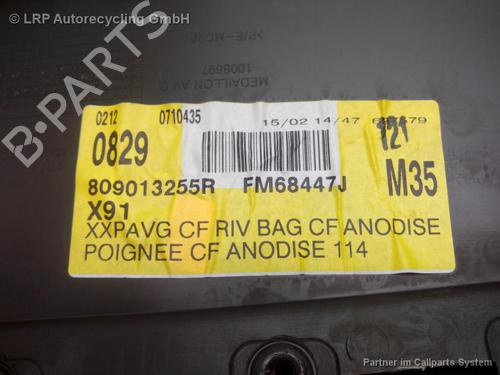 © LRP Autorecycling GmbH
MEDAILLON AV G
0212 0710435
15/02 14/47
0829
121
809013255R FM68447J M35
X91
XXPAVG CF RIV BAG CF ANODISE
POIGNEE CF ANODISE 114
Partner im Callparts System